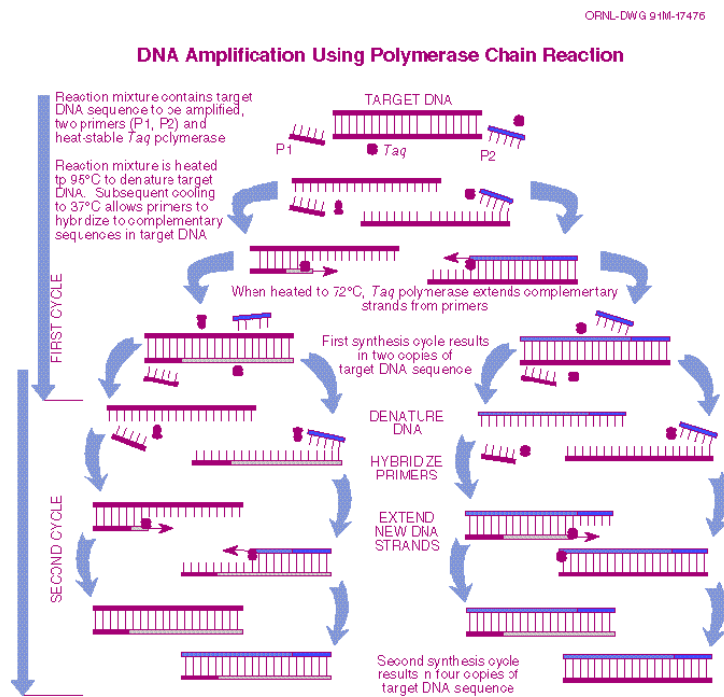 ORNL-DWG 91M-17476
DNA Amplification Using Polymerase Chain Reaction
Reaction mixture contains target
DNA sequence to be amplified,
two primers (P1, P2) and
heat-stable Taq polymerase
TARGET DNA
P1
Taq
P2
Reaction mixture is heated
tp 95°C to denature target
DNA. Subsequent cooling
to 37°C allows primers to
hybridize to complementary
sequences in target DNA
When heated to 72°C, Taq polymerase extends complementary
strands from primers
FIRST CYCLE
First synthesis cycle results
in two copies of
target DNA sequence
DENATURE
DNA
HYBRIDZE
PRIMERS
EXTEND
NEW DNA
STRANDS
SECOND CYCLE
Second synthesis cycle
results n four copies of
target DNA sequence